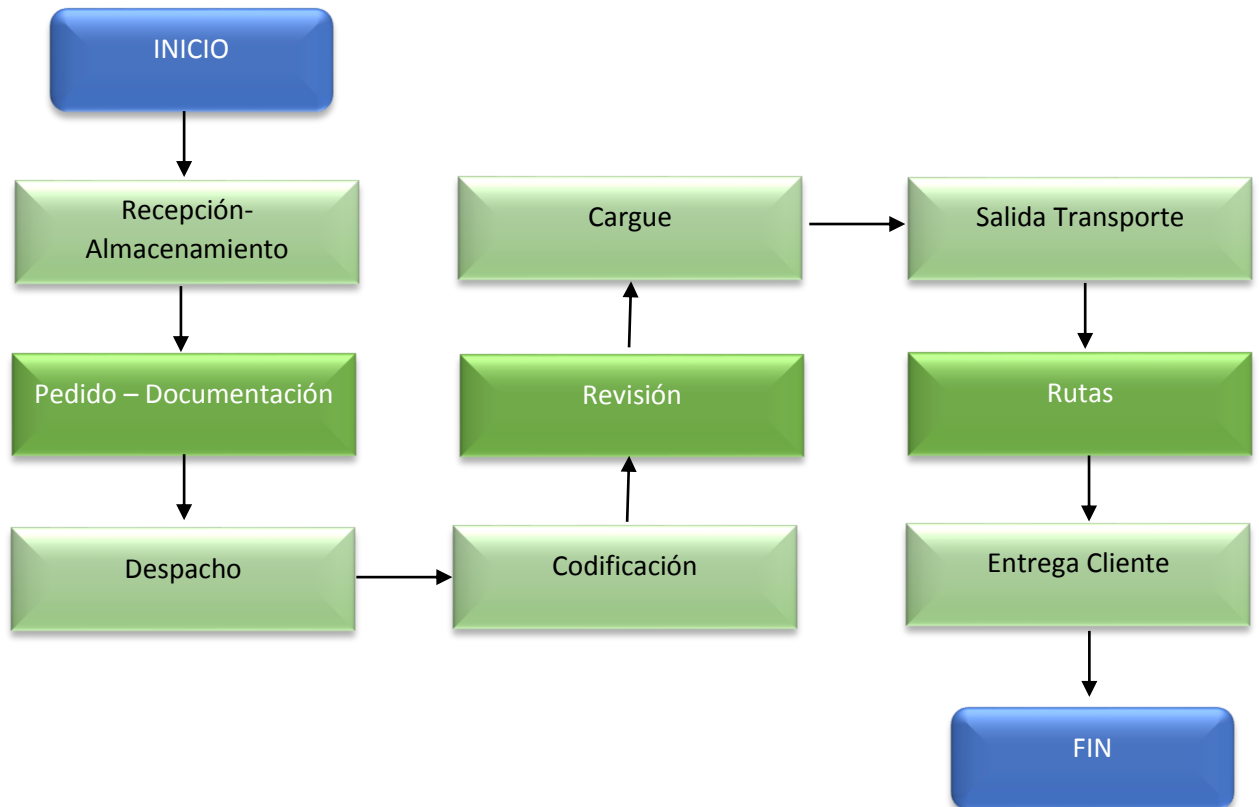 INICIO
Recepción-
Almacenamiento
Pedido – Documentación
Despacho
Codificación
Revisión
Cargue
Salida Transporte
Rutas
Entrega Cliente
FIN